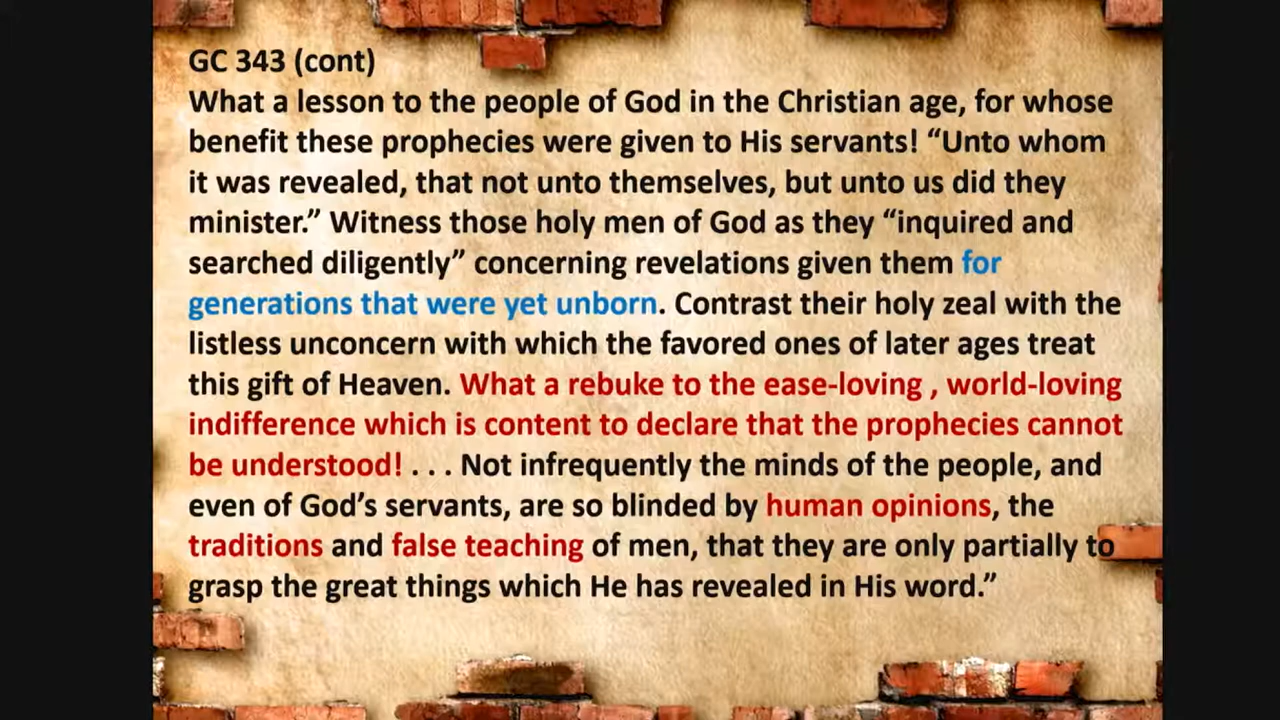 GC 343 (cont)
What a lesson to the people of God in the Christian age, for whose
benefit these prophecies were given to His servants! “Unto whom
it was revealed, that not unto themselves, but unto us did they
minister.” Witness those holy men of God as they “inquired and
searched diligently” concerning revelations given them for
generations that were yet unborn. Contrast their holy zeal with the
listless unconcern with which the favored ones of later ages treat
this gift of Heaven. What a rebuke to the ease-loving , world-loving
indifference which is content to declare that the prophecies cannot
be understood! . . . Not infrequently the minds of the people, and
even of God’s servants, are so blinded by human opinions, the
traditions and false teaching of men, that they are only partially to
grasp the great things which He has revealed in His word.”